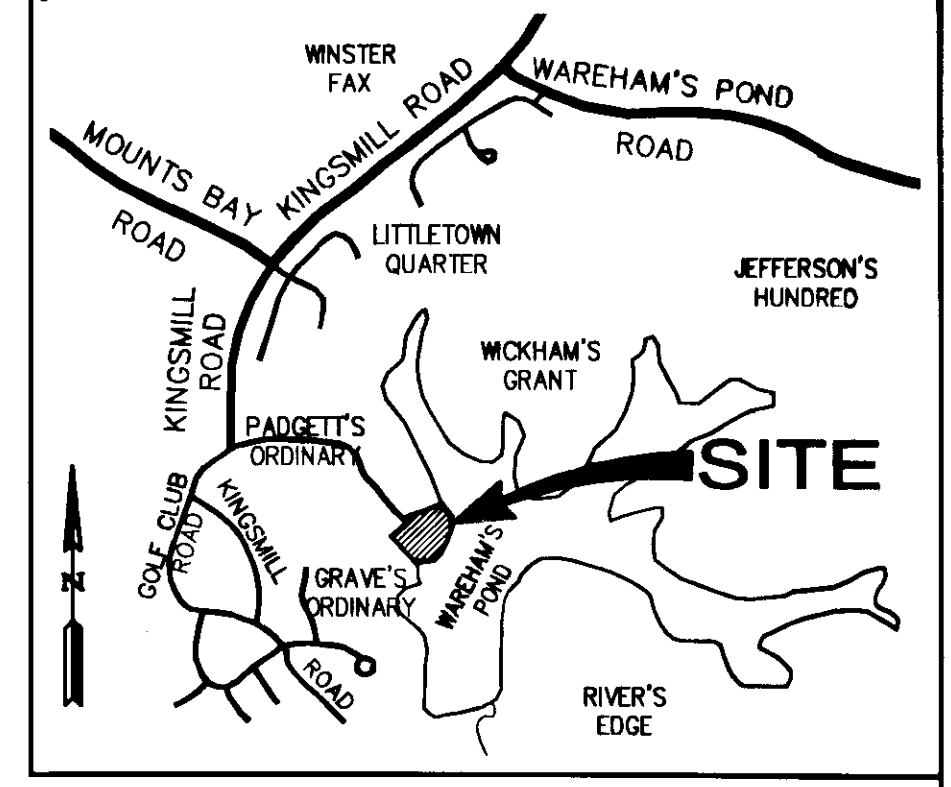 WINSTER
FAX
WAREHAM'S POND
ROAD
KINGSMILL ROAD
MOUNTS BAY
ROAD
LITTLETOWN
QUARTER
JEFFERSON'S
HUNDRED
KINGSMILL
ROAD
WICKHAM'S
GRANT
PADGETT'S
ORDINARY
SITE
GOLF CLUB
ROAD
KINGSMILL
ROAD
N
GRAVE'S
ORDINARY
WAREHAM'S
POND
RIVER'S
EDGE